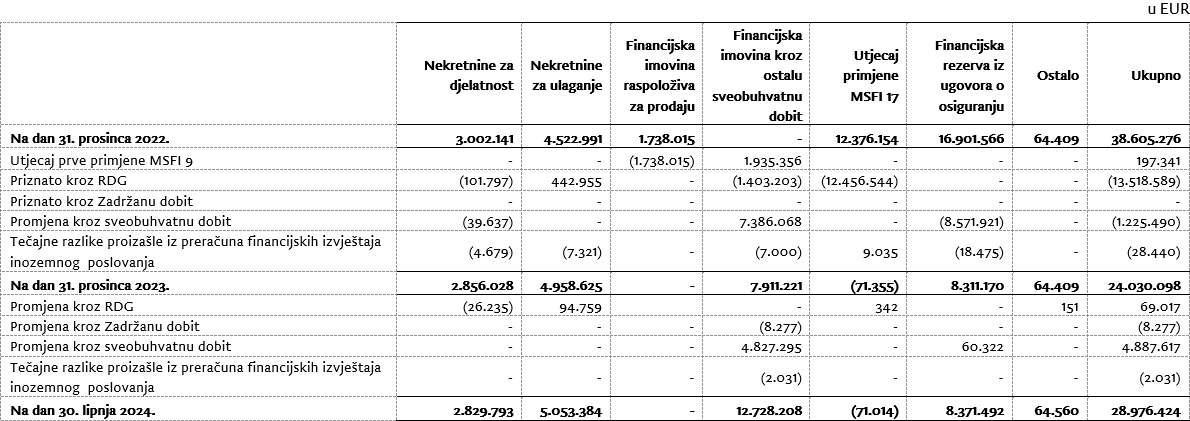 u EUR
Nekretnine za djelatnost | Nekretnine za ulaganje | Financijska imovina raspoloživa za prodaju | Financijska imovina kroz ostalu sveobuhvatnu dobit | Utjecaj primjene MSFI 17 | Financijska rezerva iz ugovora o osiguranju | Ostalo | Ukupno
Na dan 31. prosinca 2022. 3.002.141 4.522.991 1.738.015 - 12.376.154 16.901.566 64.409 38.605.276
Utjecaj prve primjene MSFI 9 - - (1.738.015) 1.935.356 - - - 197.341
Priznato kroz RDG (101.797) 442.955 - (1.403.203) (12.456.544) - - (13.518.589)
Priznato kroz Zadržanu dobit - - - - - - - -
Promjena kroz sveobuhvatnu dobit (39.637) - - 7.386.068 - (8.571.921) - (1.225.490)
Tečajne razlike proizašle iz preračuna financijskih izvještaja
inozemnog poslovanja (4.679) (7.321) - (7.000) 9.035 (18.475) - (28.440)
Na dan 31. prosinca 2023. 2.856.028 4.958.625 - 7.911.221 (71.355) 8.311.170 64.409 24.030.098
Promjena kroz RDG (26.235) 94.759 - - 342 - 151 69.017
Promjena kroz Zadržanu dobit - - - (8.277) - - - (8.277)
Promjena kroz sveobuhvatnu dobit - - - 4.827.295 - 60.322 - 4.887.617
Tečajne razlike proizašle iz preračuna financijskih izvještaja
inozemnog poslovanja - - - (2.031) - - - (2.031)
Na dan 30. lipnja 2024. 2.829.793 5.053.384 - 12.728.208 (71.014) 8.371.492 64.560 28.976.424